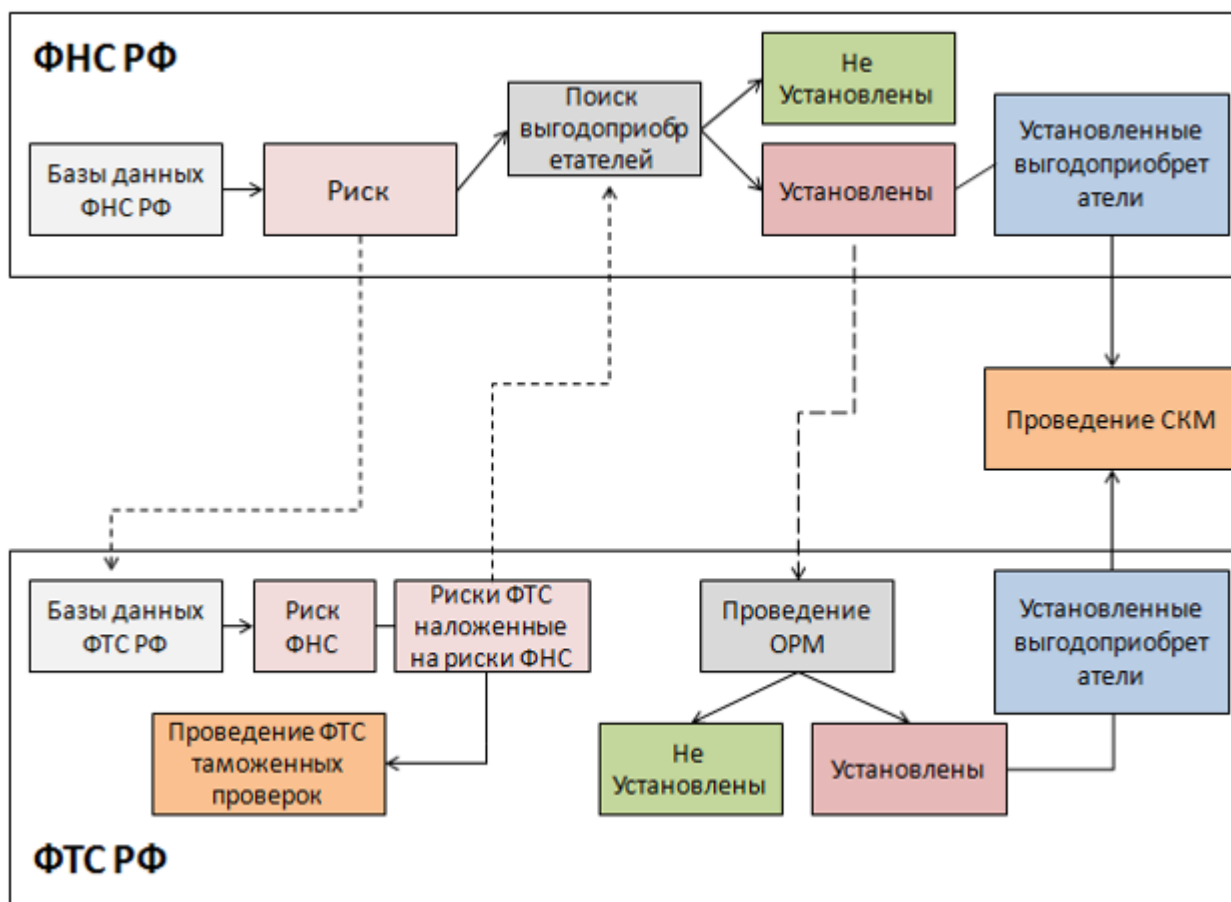 ФНС РФ
Базы данных
ФНС РФ
Риск
Поиск
выгодоприобр
етателей
Не
Установлены
Установлены
Установленные
выгодоприобрет
атели
Проведение СКМ
Базы данных
ФТС РФ
Риск
ФНС
Риски ФТС
наложенные
на риски ФНС
Проведение ФТС
таможенных
проверок
Проведение
ОРМ
Не
Установлены
Установлены
Установленные
выгодоприобрет
атели
ФТС РФ